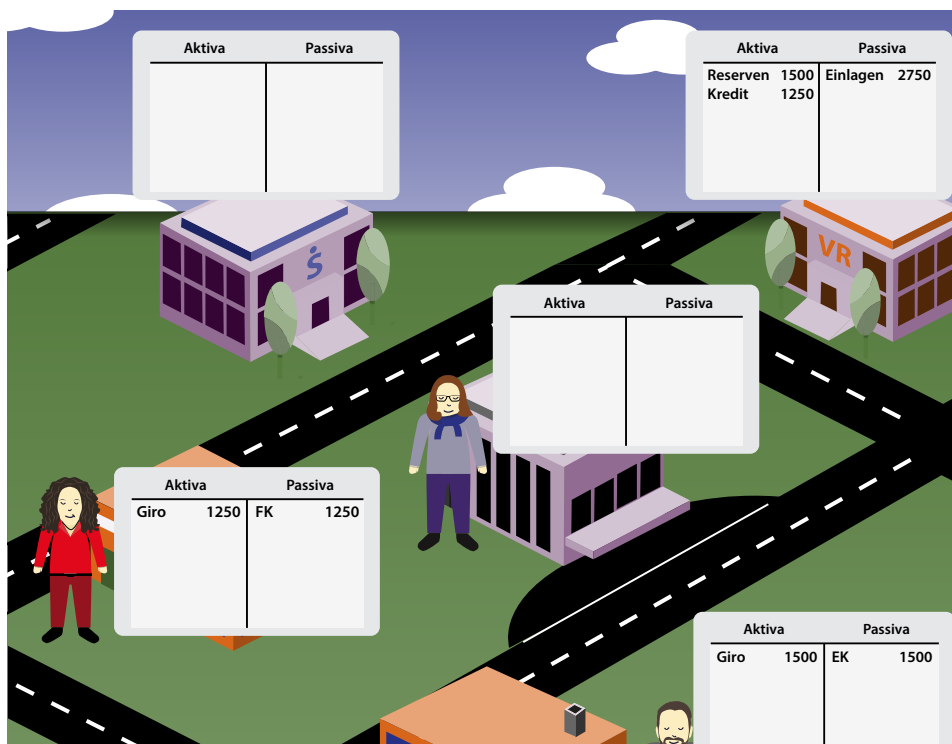 Aktiva Passiva
Aktiva Passiva
Reserven 1500 Einlagen 2750
Kredit 1250
Ṡ
VR
Aktiva Passiva
Aktiva Passiva
Giro 1250 FK 1250
Aktiva Passiva
Giro 1500 EK 1500